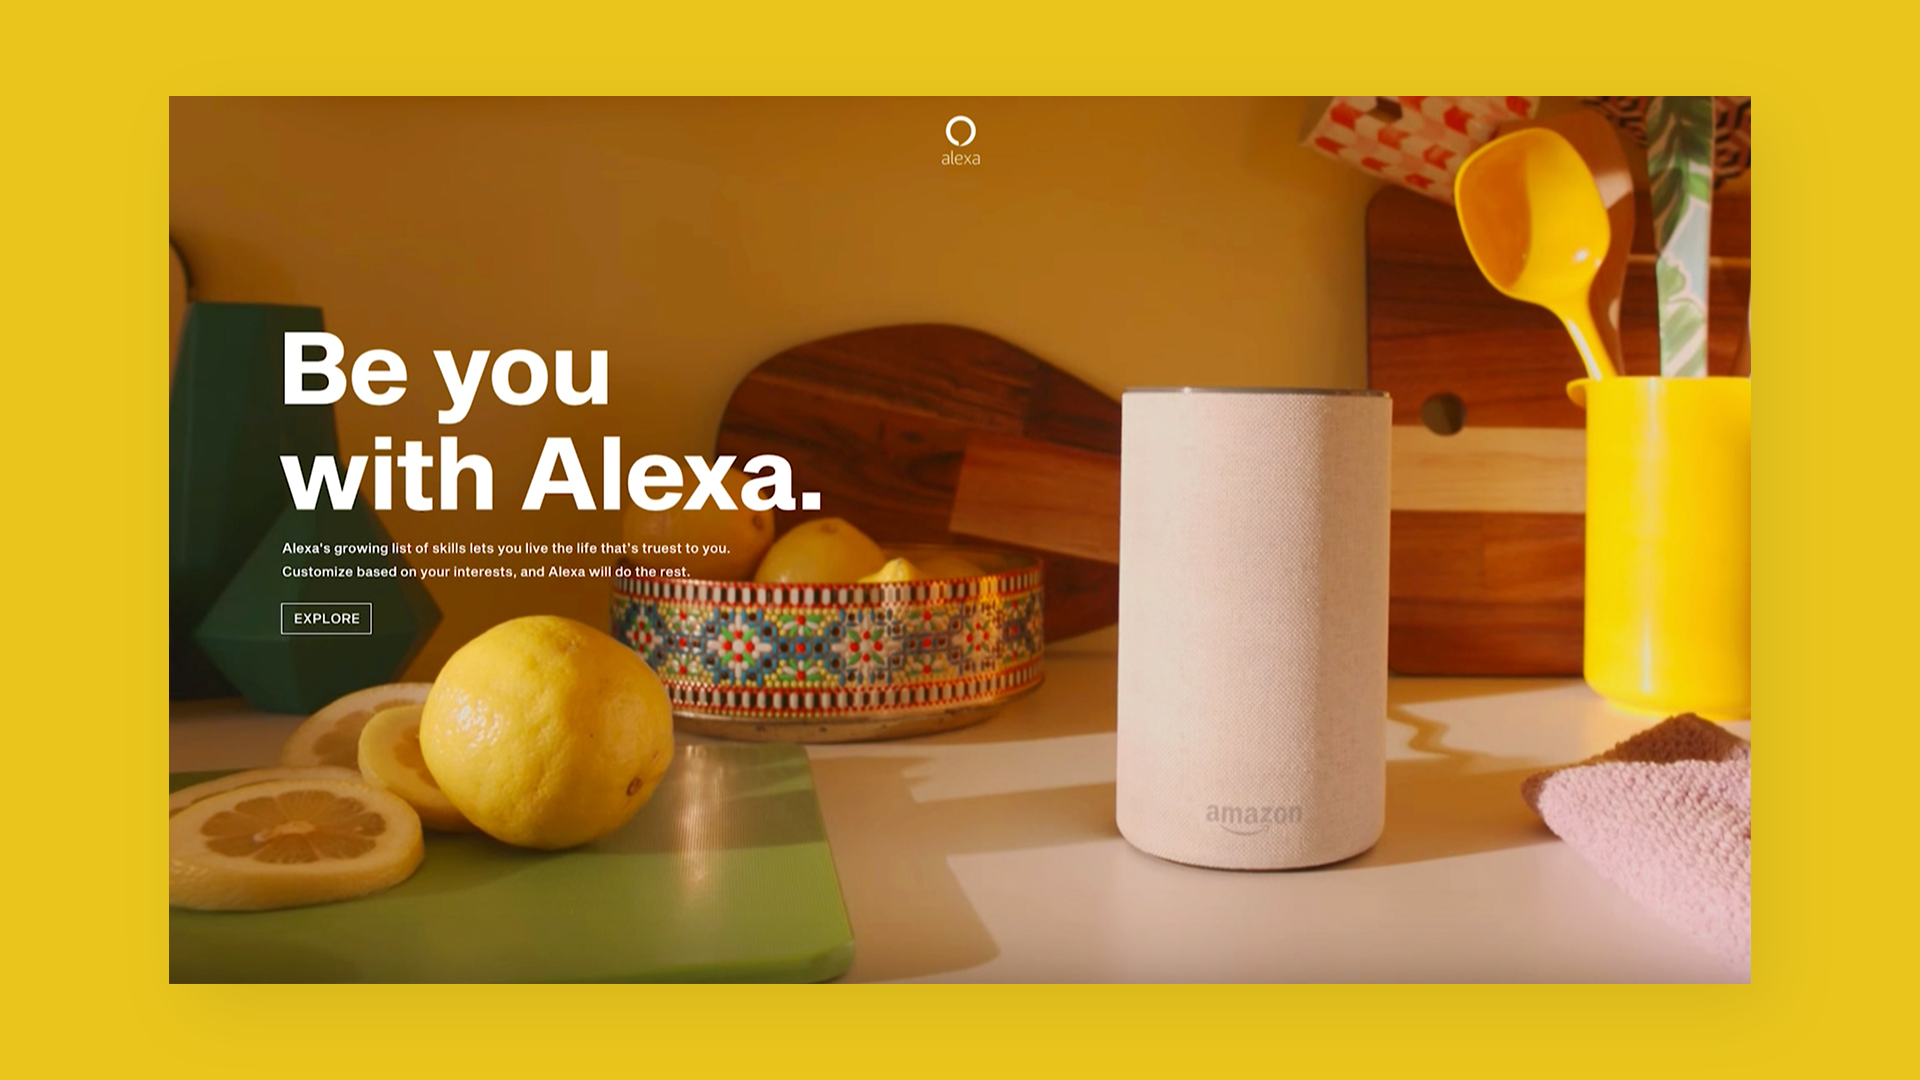 alexa
Be you
with Alexa.
Alexa's growing list of skills lets you live the life that's truest to you.
Customize based on your interests, and Alexa will do the rest.
EXPLORE
amazon